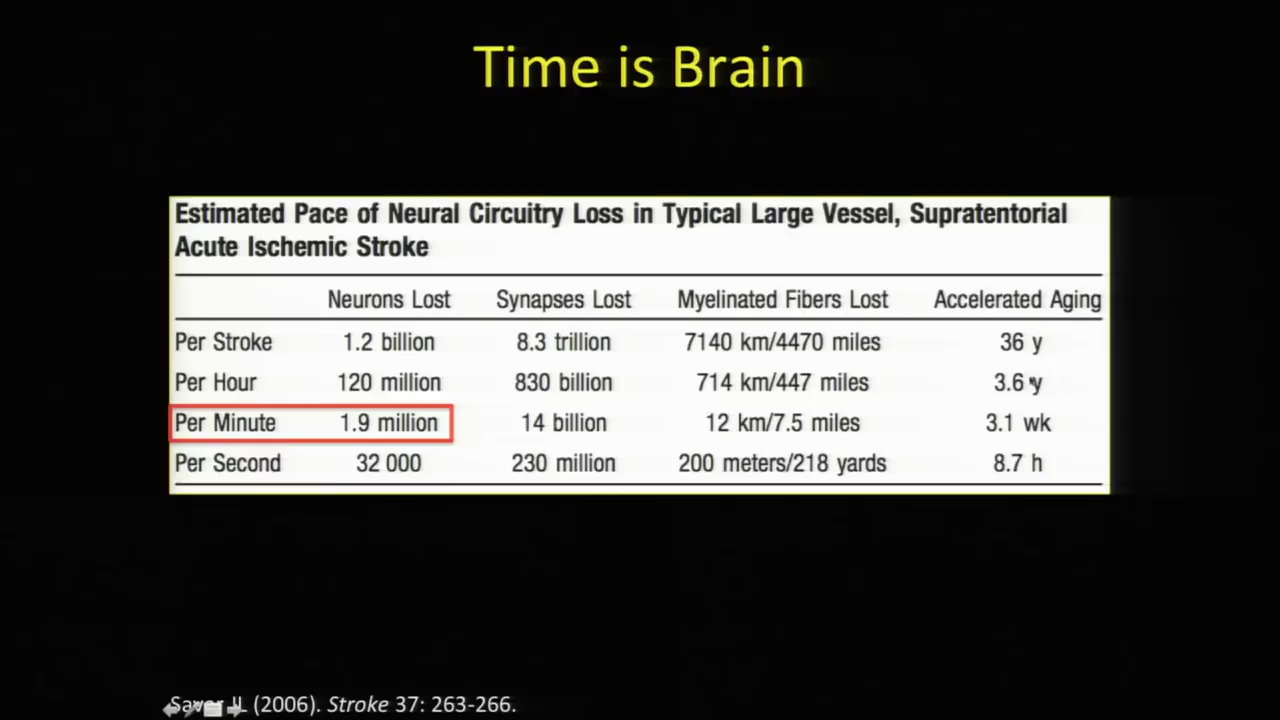 Time is Brain
Estimated Pace of Neural Circuitry Loss in Typical Large Vessel, Supratentorial
Acute Ischemic Stroke
Neurons Lost Synapses Lost Myelinated Fibers Lost Accelerated Aging
Per Stroke 1.2 billion 8.3 trillion 7140 km/4470 miles 36 y
Per Hour 120 million 830 billion 714 km/447 miles 3.6 y
Per Minute 1.9 million 14 billion 12 km/7.5 miles 3.1 wk
Per Second 32 000 230 million 200 meters/218 yards 8.7 h
Saver JL (2006). Stroke 37: 263-266.